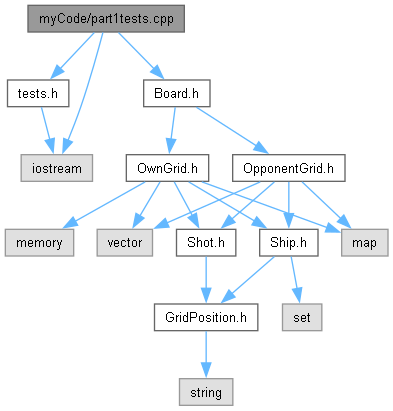 myCode/part1tests.cpp
tests.h
Board.h
iostream
OwnGrid.h
OpponentGrid.h
memory
vector
Shot.h
Ship.h
map
GridPosition.h
set
string